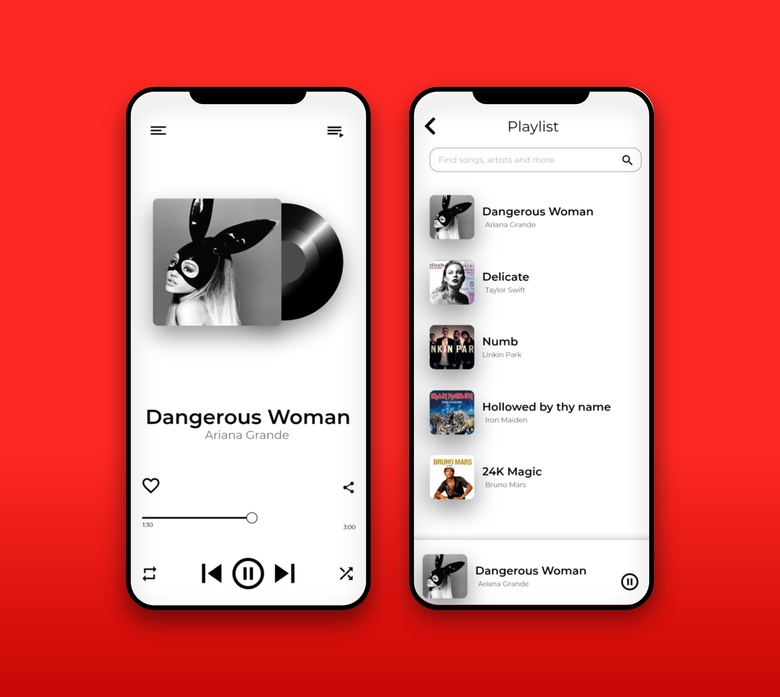 Dangerous Woman
Ariana Grande
1:30
3:00
Playlist
Find songs, artists and more
Dangerous Woman
Ariana Grande
Delicate
Taylor Swift
NKIN PAR
Numb
Linkin Park
IRON MAIDEN
Hollowed by thy name
Iron Maiden
BRUNO MARS
24K Magic
Bruno Mars
Dangerous Woman
Ariana Grande